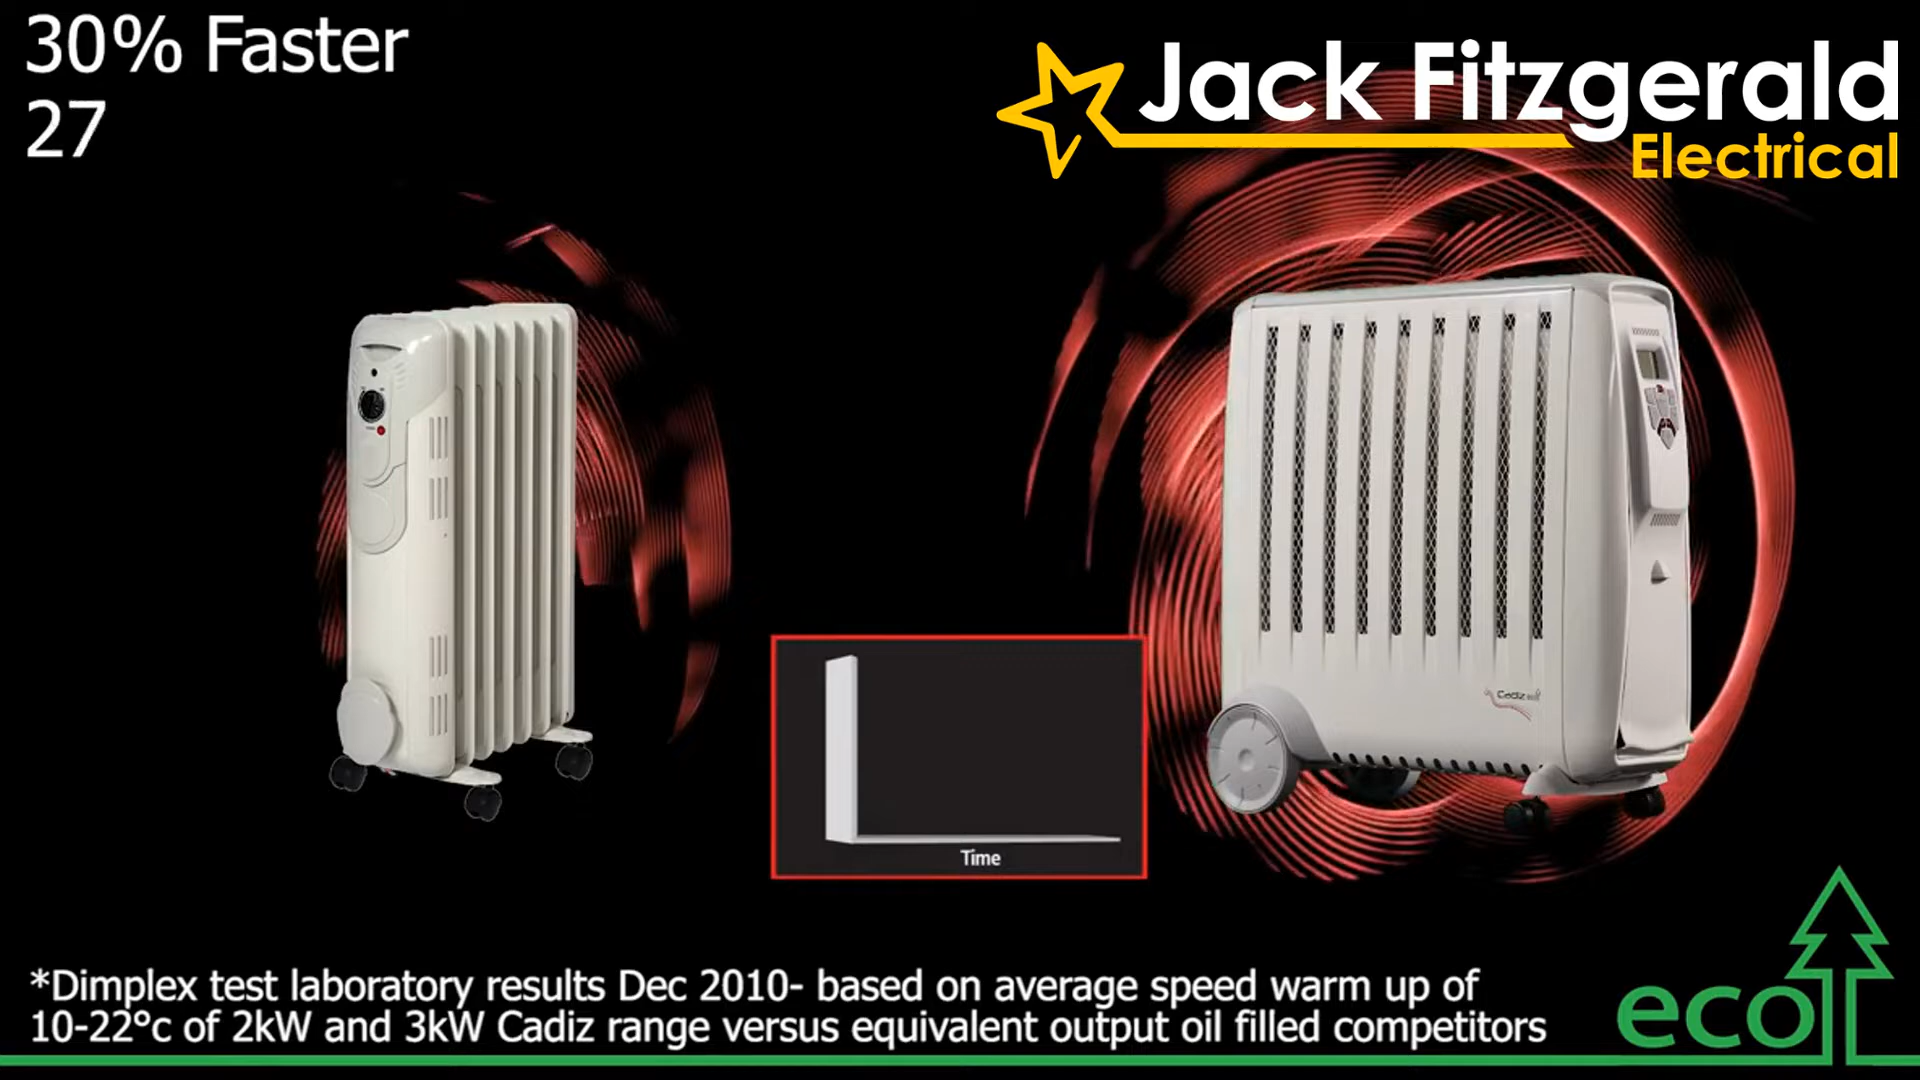 30% Faster
27
Jack Fitzgerald
Electrical
Cadiz
Time
*Dimplex test laboratory results Dec 2010- based on average speed warm up of
10-22°c of 2kW and 3kW Cadiz range versus equivalent output oil filled competitors
eco